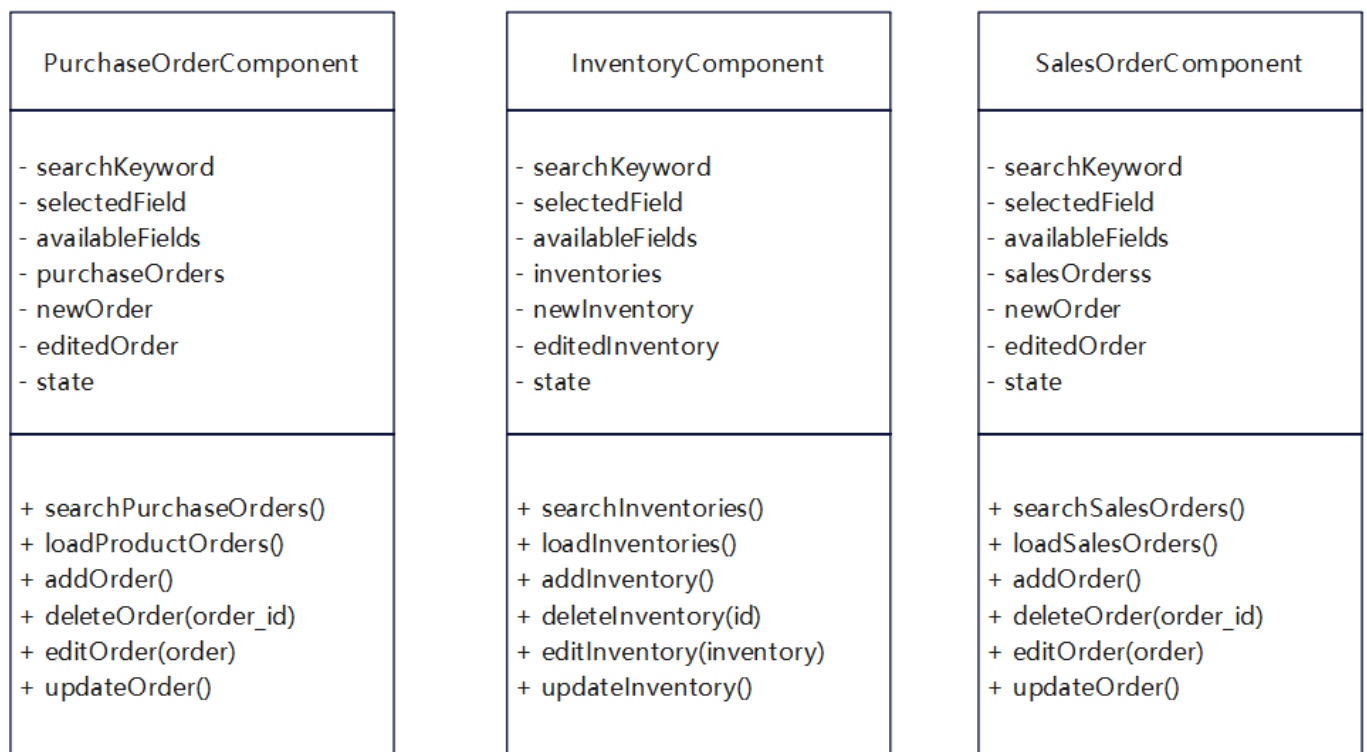 PurchaseOrderComponent
- searchKeyword
- selectedField
- availableFields
- purchaseOrders
- newOrder
- editedOrder
- state
+ searchPurchaseOrders()
+ loadProductOrders()
+ addOrder()
+ deleteOrder(order_id)
+ editOrder(order)
+ updateOrder()
InventoryComponent
- searchKeyword
- selectedField
- availableFields
- inventories
- newInventory
- editedInventory
- state
+ searchInventories()
+ loadInventories()
+ addInventory()
+ deleteInventory(id)
+ editInventory(inventory)
+ updateInventory()
SalesOrderComponent
- searchKeyword
- selectedField
- availableFields
- salesOrderss
- newOrder
- editedOrder
- state
+ searchSalesOrders()
+ loadSalesOrders()
+ addOrder()
+ deleteOrder(order_id)
+ editOrder(order)
+ updateOrder()